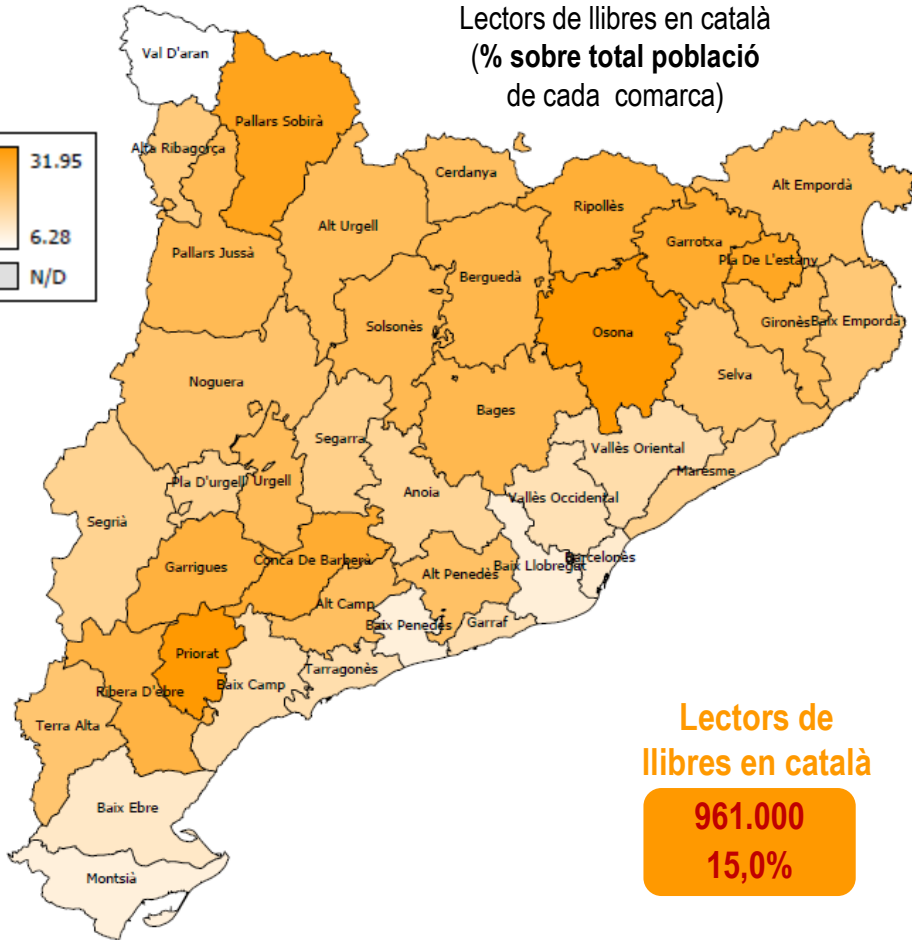 Lectors de llibres en català
(% sobre total població
de cada comarca)
31.95
6.28
N/D
Val D'aran
Pallars Sobirà
Alta Ribagorça
Cerdanya
Alt Empordà
Ripollès
Alt Urgell
Garrotxa
Pallars Jussà
Pla De L'estany
Berguedà
Solsonès
Osona
Gironès
Baix Emporda
Noguera
Selva
Bages
Segarra
Vallès Oriental
Maresme
Pla D'urgell
Urgell
Anoia
Vallès Occidental
Segrià
Barcelonès
Garrigues
Conca De Barberà
Baix Llobregat
Alt Penedès
Alt Camp
Baix Penedès
Garraf
Priorat
Tarragonès
Baix Camp
Ribera D'ebre
Terra Alta
Lectors de
llibres en català
Baix Ebre
961.000
15,0%
Montsià